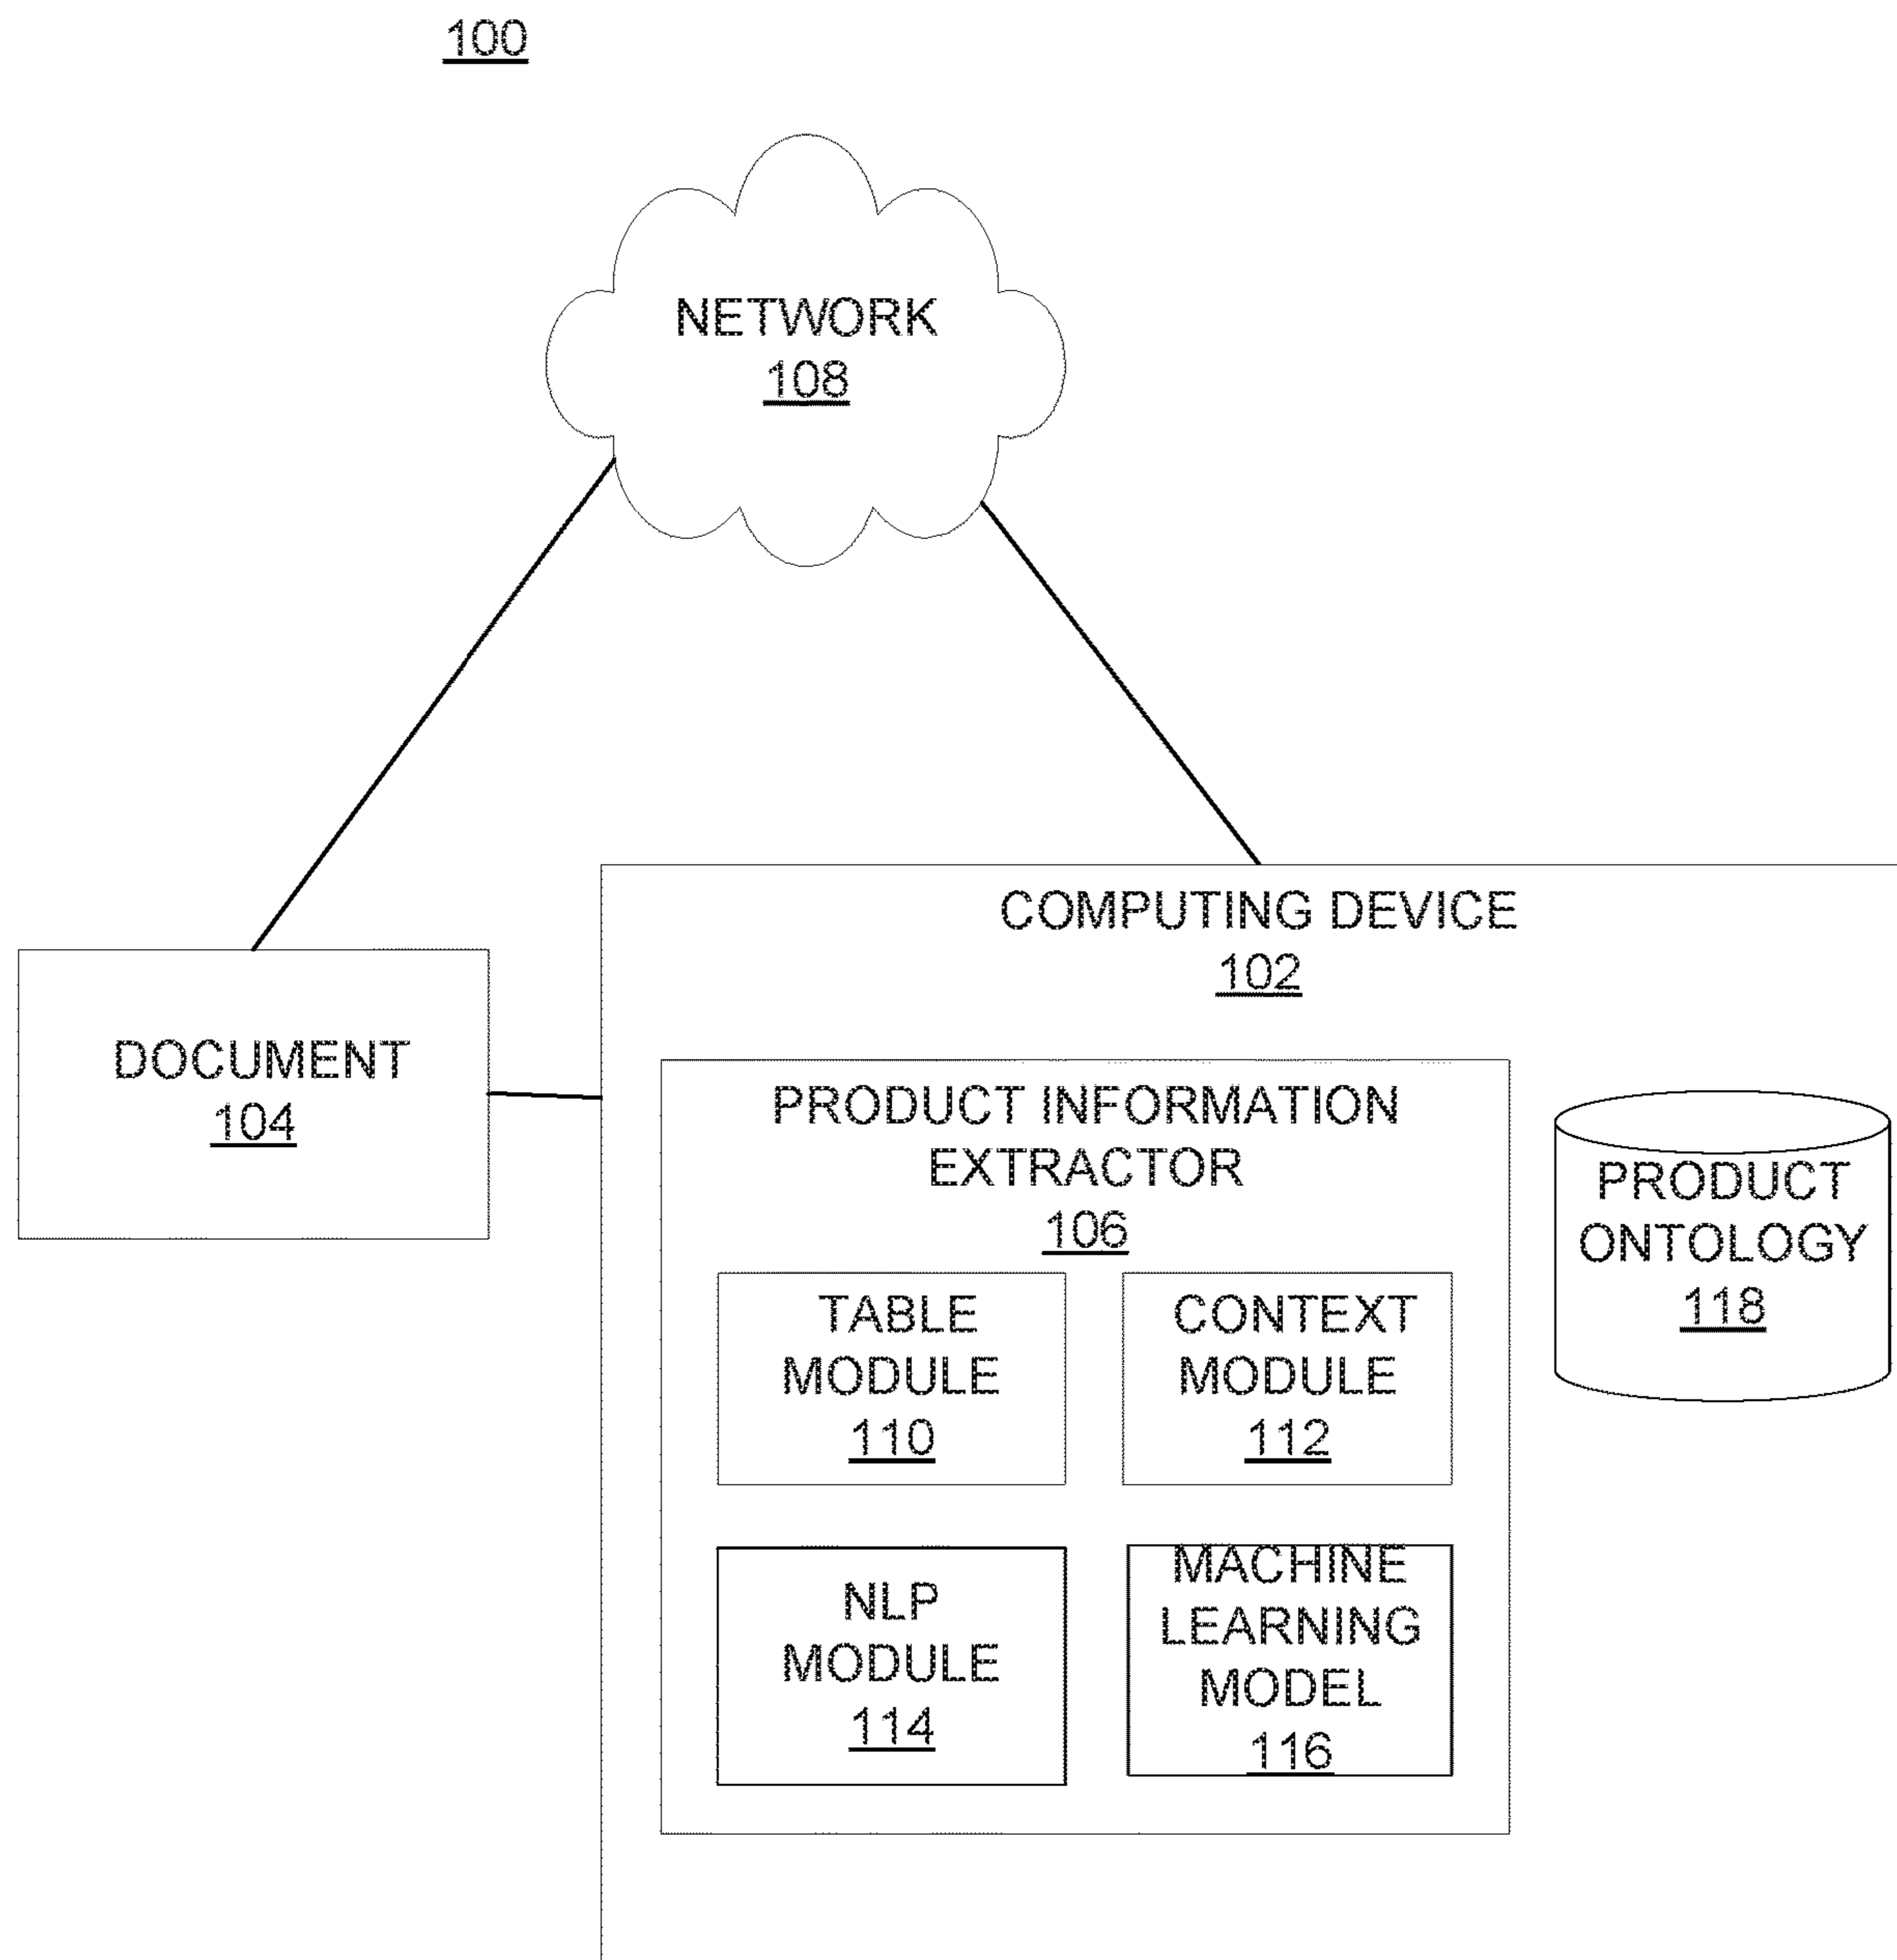 100
NETWORK
108
COMPUTING DEVICE
102
DOCUMENT
104
PRODUCT INFORMATION
EXTRACTOR
106
PRODUCT
ONTOLOGY
118
TABLE
MODULE
110
CONTEXT
MODULE
112
NLP
MODULE
114
MACHINE
LEARNING
MODEL
116